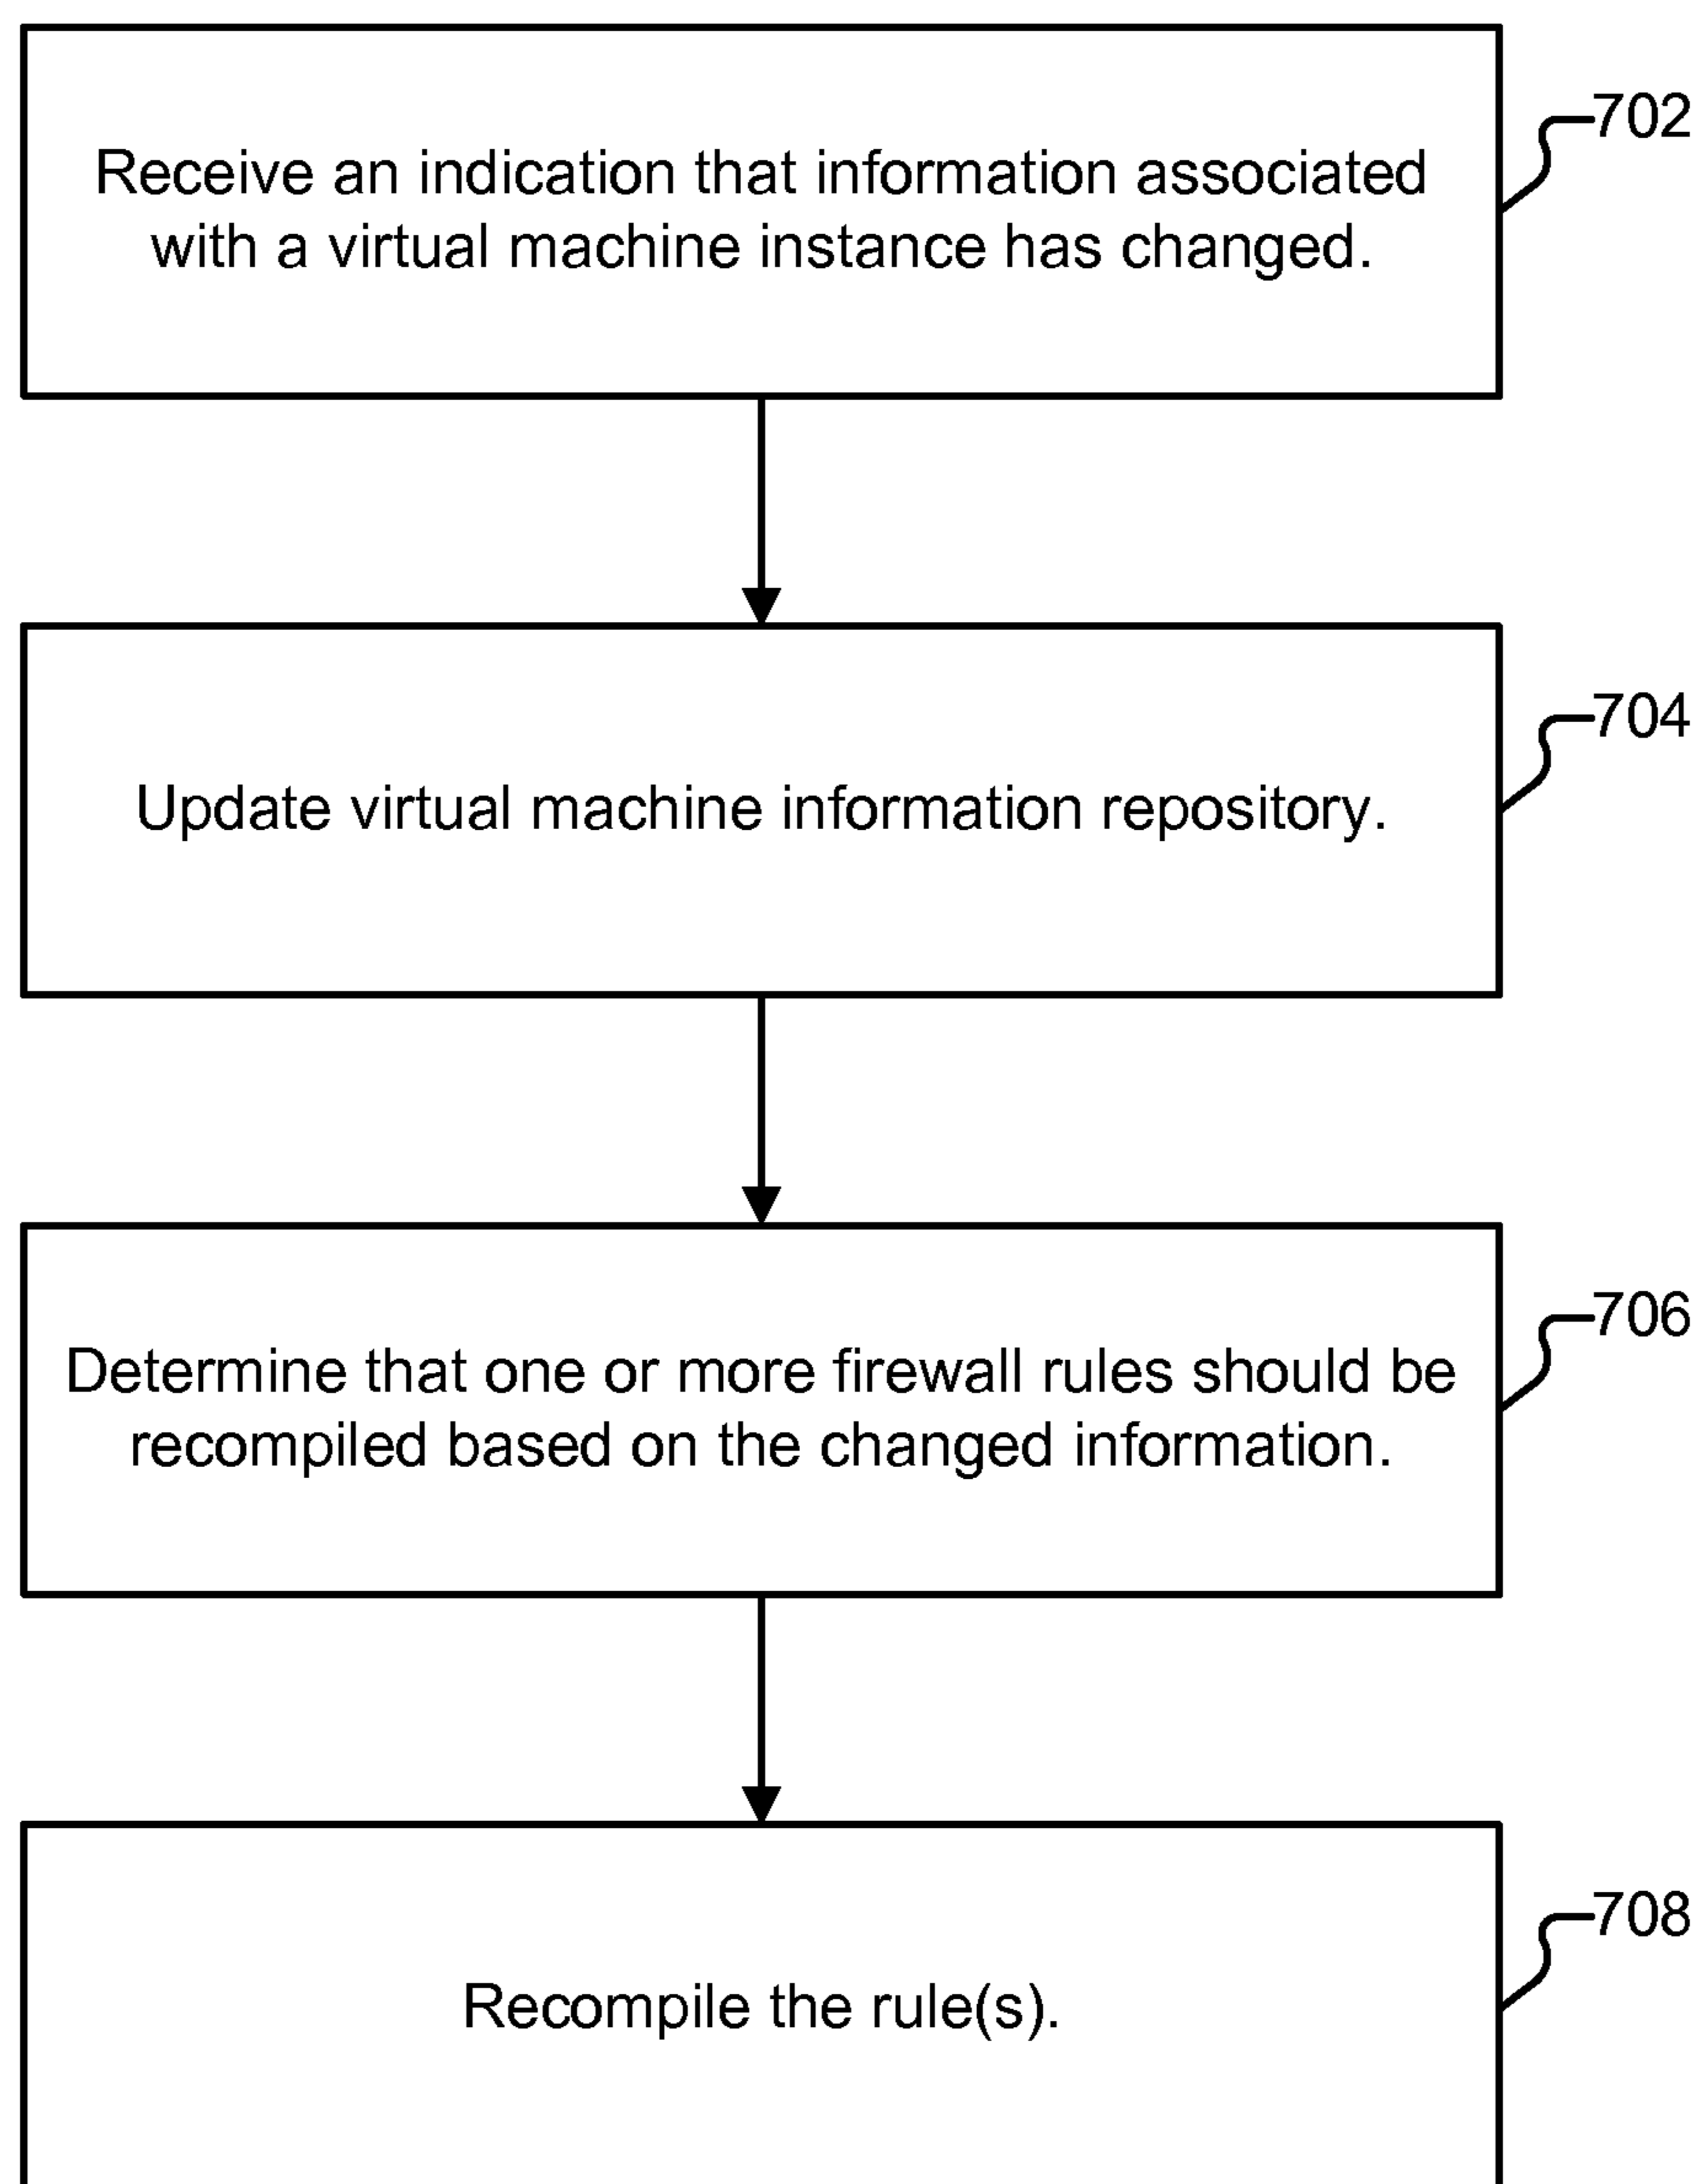 702
Receive an indication that information associated
with a virtual machine instance has changed.
704
Update virtual machine information repository.
706
Determine that one or more firewall rules should be
recompiled based on the changed information.
708
Recompile the rule(s).